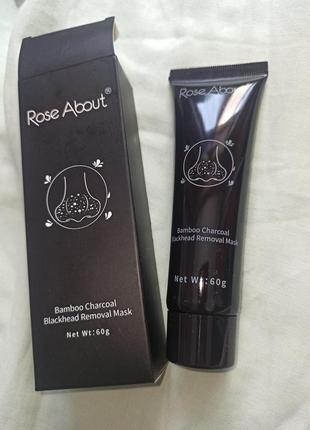 Rose About®
Bamboo Charcoal
Blackhead Removal Mask
Net Wt:60g
Rose About
Bamboo Charcoal
Blackhead Removal Mask
Net Wt:60g